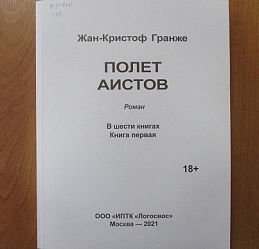 Жан-Кристоф Гранже
ПОЛЕТ
АИСТОВ
Роман
В шести книгах
Книга первая
18+
ООО «ИПТК «Логосвос»
Москва — 2021